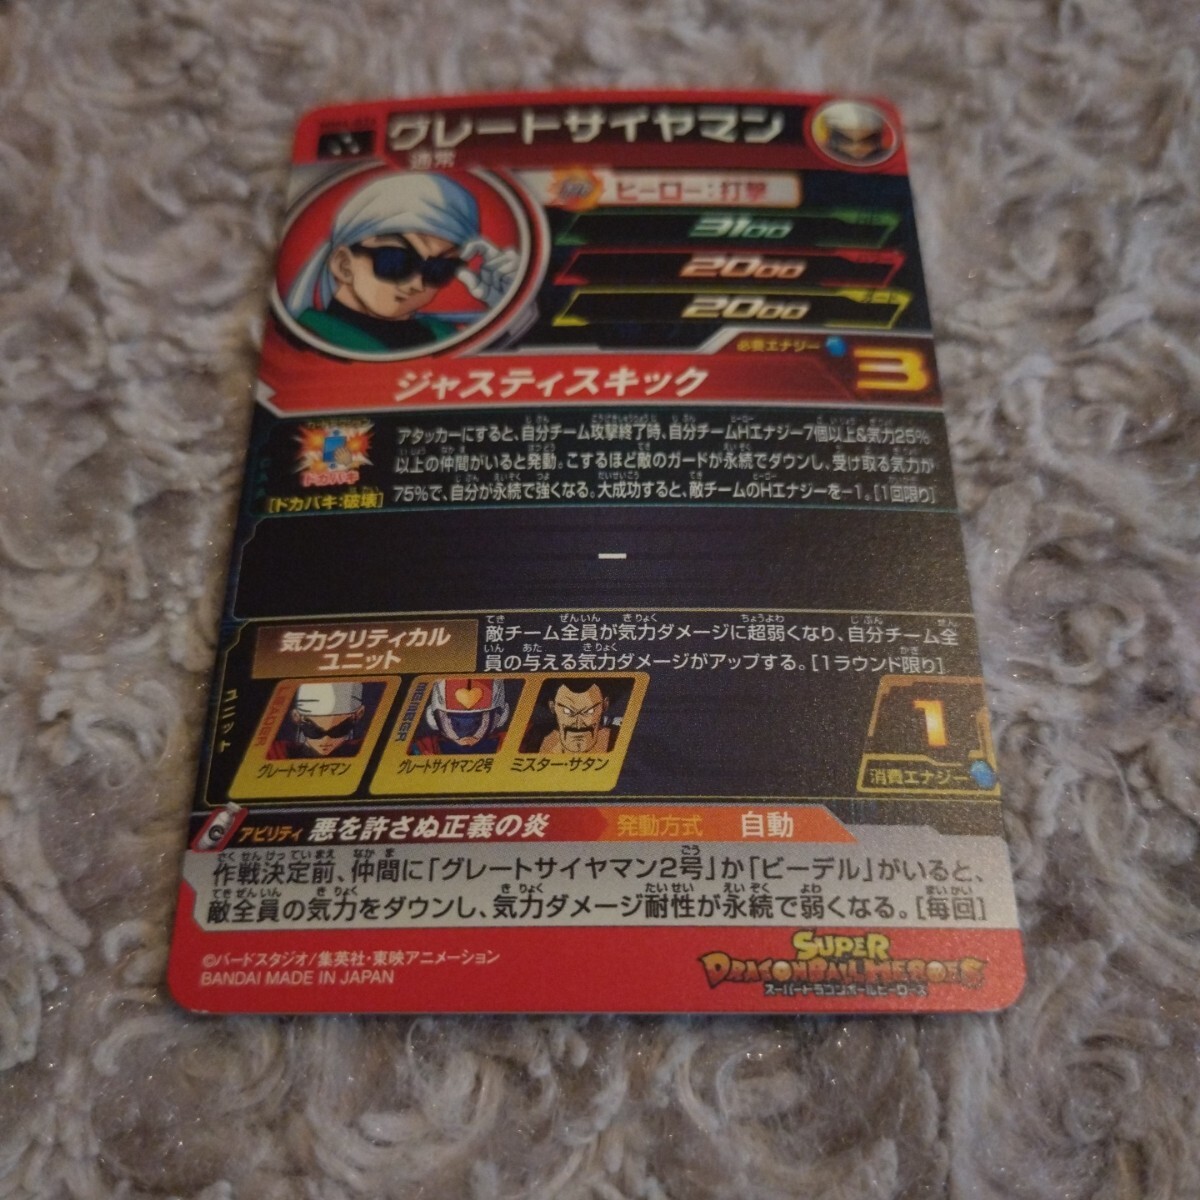 グレートサイヤマン
通常
ヒーロー：打撃
3100
2000
2000
ガード
必要エナジー
3
ジャスティスキック
ドカバキ
[ドカバキ:破壊]
アタッカーにすると、自分チーム攻撃終了時、自分チームHエナジー7個以上&気力25%
以上の仲間がいると発動。こするほど敵のガードが永続でダウンし、受け取る気力が
75%で、自分が永続で強くなる。大成功すると、敵チームのHエナジーを-1。[1回限り]
CAA
ー
ユニット
気力クリティカル
ユニット
敵チーム全員が気力ダメージに超弱くなり、自分チーム全
員の与える気力ダメージがアップする。[1ラウンド限り]
LEADER
グレートサイヤマン
MEMBER
グレートサイヤマン2号
ミスター・サタン
1
消費エナジー
アビリティ 悪を許さぬ正義の炎 発動方式 自動
作戦決定前、仲間に「グレートサイヤマン2号」か「ビーデル」がいると、
敵全員の気力をダウンし、気力ダメージ耐性が永続で弱くなる。[毎回]
©バードスタジオ/集英社・東映アニメーション
BANDAI MADE IN JAPAN
SUPER
DRAGONBALL HEROES
スーパードラゴンボールヒーローズ